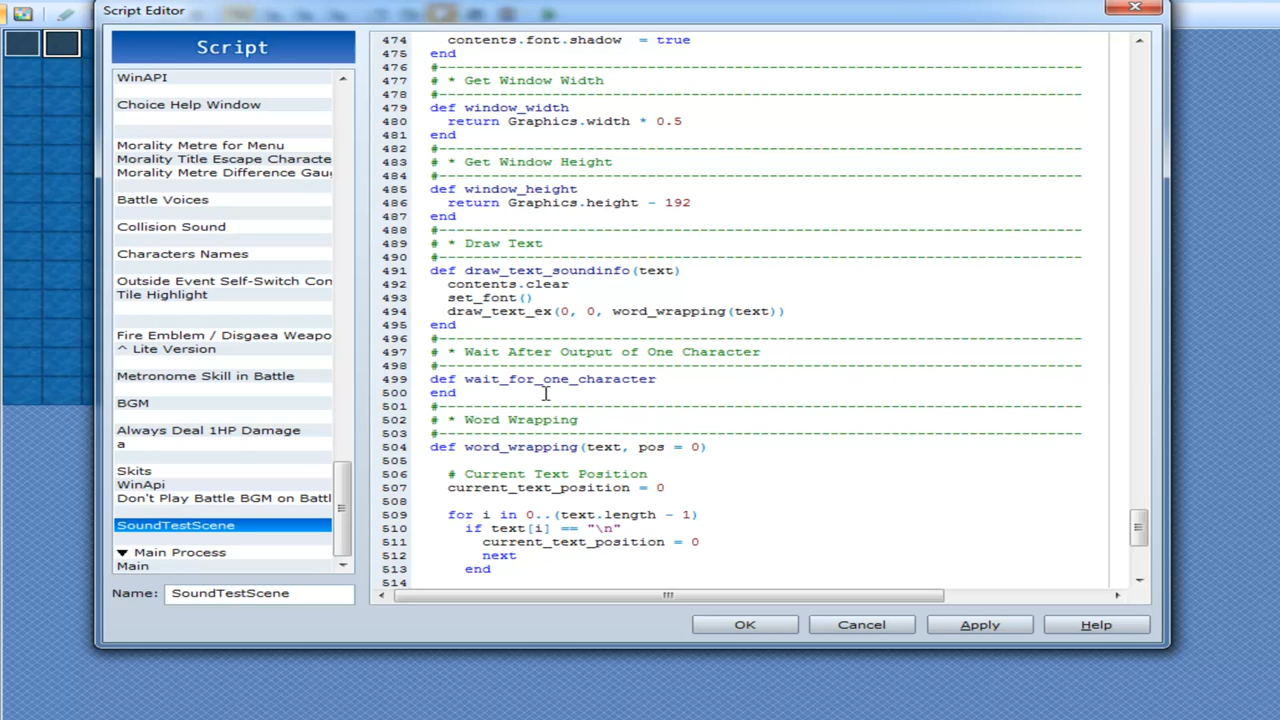 Script Editor
Script
WinAPI
Choice Help Window
Morality Metre for Menu
Morality Title Escape Characte
Morality Metre Difference Gau
Battle Voices
Collision Sound
Characters Names
Outside Event Self-Switch Con
Tile Highlight
Fire Emblem / Disgaea Weapo
^ Lite Version
Metronome Skill in Battle
BGM
Always Deal 1HP Damage
a
Skits
WinApi
Don't Play Battle BGM on Battl
SoundTestScene
▼ Main Process
Main
Name: SoundTestScene
474 contents.font.shadow = true
475 end
476 #---------------------------------------------------------------------------
477 # * Get Window Width
478 #---------------------------------------------------------------------------
479 def window_width
480 return Graphics.width * 0.5
481 end
482 #---------------------------------------------------------------------------
483 # * Get Window Height
484 #---------------------------------------------------------------------------
485 def window_height
486 return Graphics.height - 192
487 end
488 #---------------------------------------------------------------------------
489 # * Draw Text
490 #---------------------------------------------------------------------------
491 def draw_text_soundinfo(text)
492 contents.clear
493 set_font()
494 draw_text_ex(0, 0, word_wrapping(text))
495 end
496 #---------------------------------------------------------------------------
497 # * Wait After Output of One Character
498 #---------------------------------------------------------------------------
499 def wait_for_one_character
500 end
501 #---------------------------------------------------------------------------
502 # * Word Wrapping
503 #---------------------------------------------------------------------------
504 def word_wrapping(text, pos = 0)
505
506 # Current Text Position
507 current_text_position = 0
508
509 for i in 0..(text.length - 1)
510 if text[i] == "\n"
511 current_text_position = 0
512 next
513 end
514
OK Cancel Apply Help